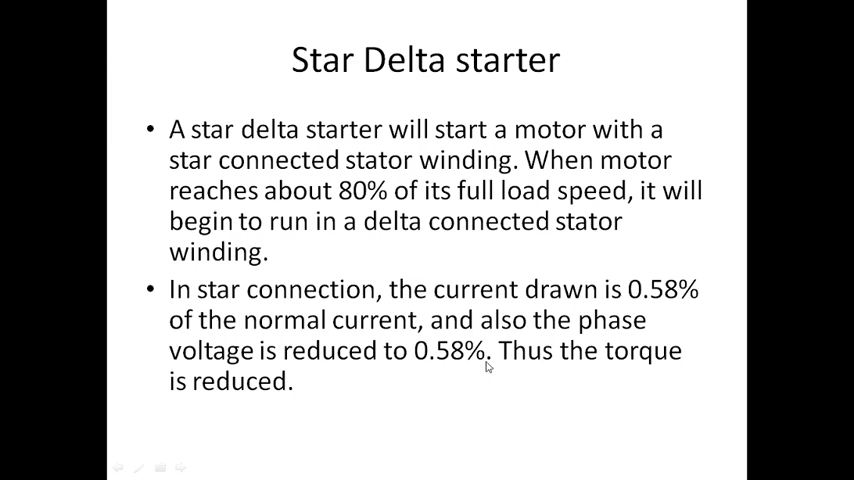 Star Delta starter
• A star delta starter will start a motor with a
star connected stator winding. When motor
reaches about 80% of its full load speed, it will
begin to run in a delta connected stator
winding.
• In star connection, the current drawn is 0.58%
of the normal current, and also the phase
voltage is reduced to 0.58%. Thus the torque
is reduced.